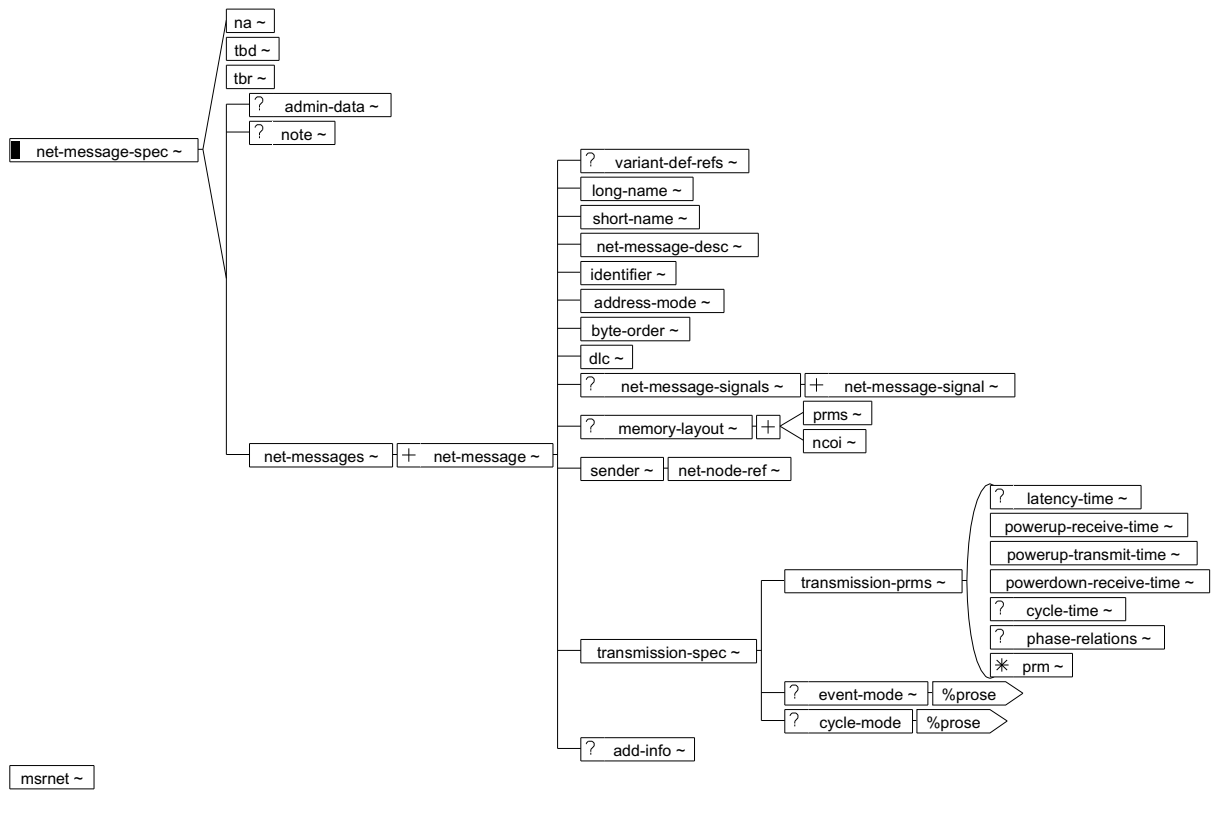 na ~
tbd ~
tbr ~
? admin-data ~
? note ~
net-message-spec ~
? variant-def-refs ~
long-name ~
short-name ~
net-message-desc ~
identifier ~
address-mode ~
byte-order ~
dlc ~
? net-message-signals ~ + net-message-signal ~
? memory-layout ~ +
prms ~
ncoi ~
net-messages ~ + net-message ~
sender ~ net-node-ref ~
? latency-time ~
powerup-receive-time ~
powerup-transmit-time ~
transmission-prms ~
powerdown-receive-time ~
? cycle-time ~
? phase-relations ~
transmission-spec ~
* prm ~
? event-mode ~ %prose
? cycle-mode %prose
? add-info ~
msrnet ~